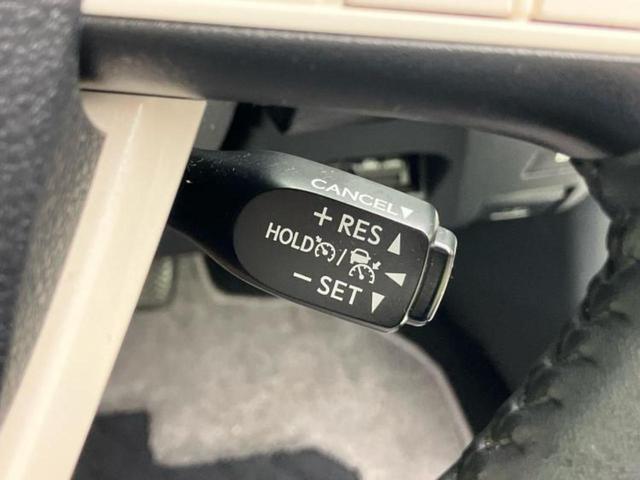 CANCEL▼
+ RES ▲
HOLD / ◀
− SET ▼